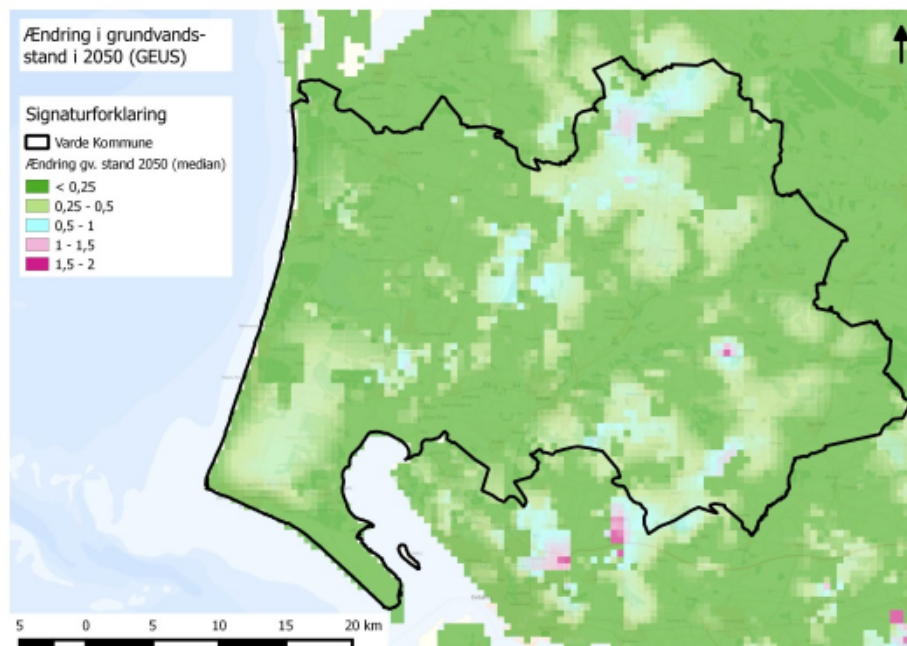 Ændring i grundvands-
stand i 2050 (GEUS)
Signaturforklaring
Varde Kommune
Ændring gv. stand 2050 (median)
< 0,25
0,25 - 0,5
0,5 - 1
1 - 1,5
1,5 - 2
5 0 5 10 15 20 km